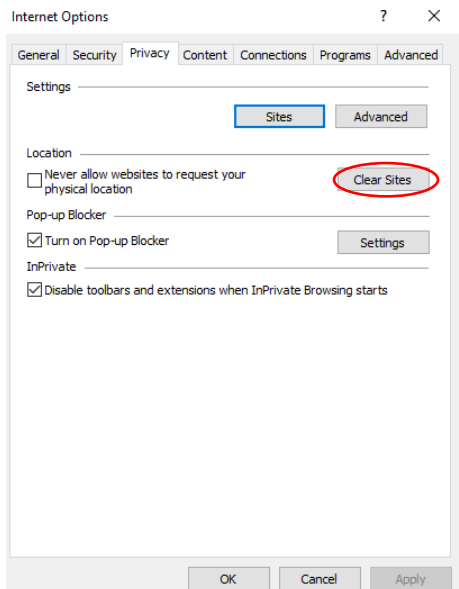 Internet Options ? X
General Security Privacy Content Connections Programs Advanced
Settings
Sites Advanced
Location
Never allow websites to request your
physical location
Clear Sites
Pop-up Blocker
Turn on Pop-up Blocker
Settings
InPrivate
Disable toolbars and extensions when InPrivate Browsing starts
OK Cancel Apply